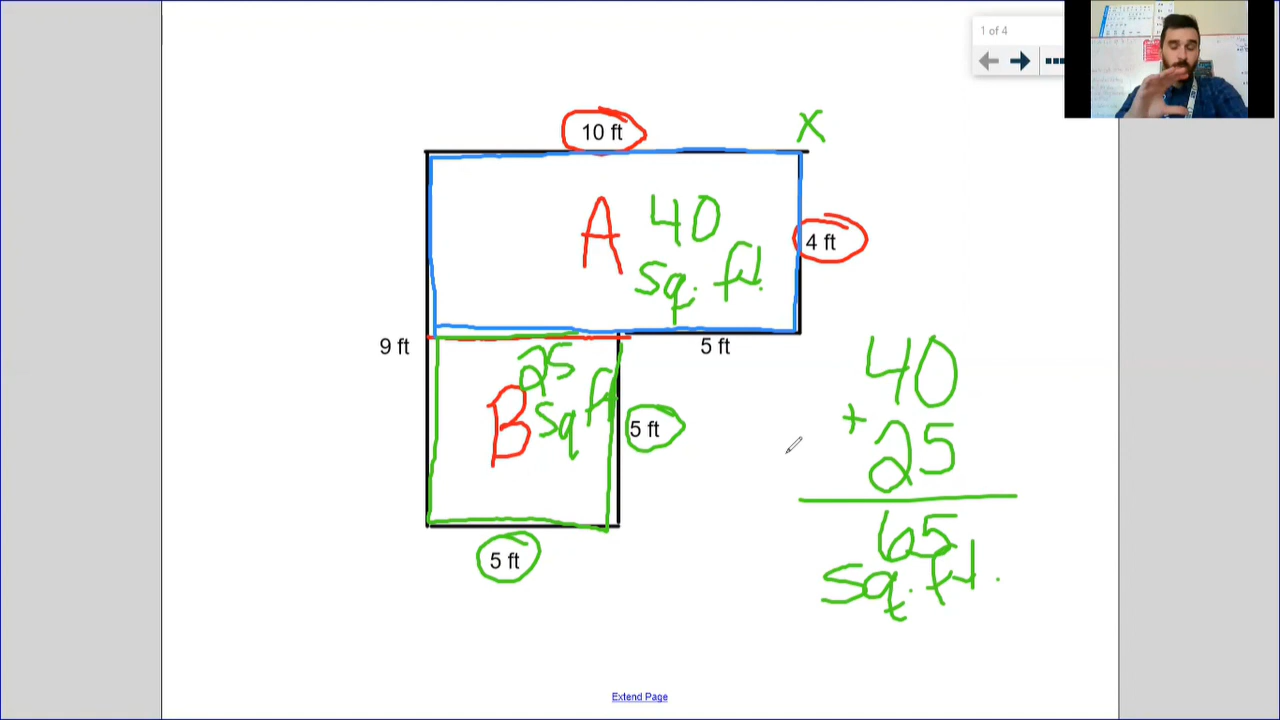 1 of 4
10 ft
X
A
40
sq. ft.
4 ft
9 ft
5 ft
B
25
sq ft
5 ft
5 ft
40
+
25
65
sq. ft.
Extend Page